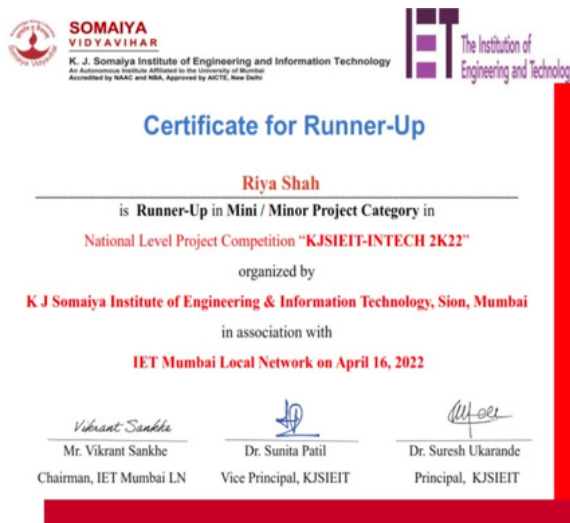 SOMAIYA
VIDYAVIHAR
K. J. Somaiya Institute of Engineering and Information Technology
An Autonomous Institute Affiliated to the University of Mumbai
Accredited by NAAC and NBA, Approved by AICTE, New Delhi
IET
The Institution of
Engineering and Technolog
Certificate for Runner-Up
Riya Shah
is Runner-Up in Mini / Minor Project Category in
National Level Project Competition “KJSIEIT-INTECH 2K22”
organized by
K J Somaiya Institute of Engineering & Information Technology, Sion, Mumbai
in association with
IET Mumbai Local Network on April 16, 2022
Vikrant Sankhe
Mr. Vikrant Sankhe Dr. Sunita Patil Dr. Suresh Ukarande
Chairman, IET Mumbai LN Vice Principal, KJSIEIT Principal, KJSIEIT